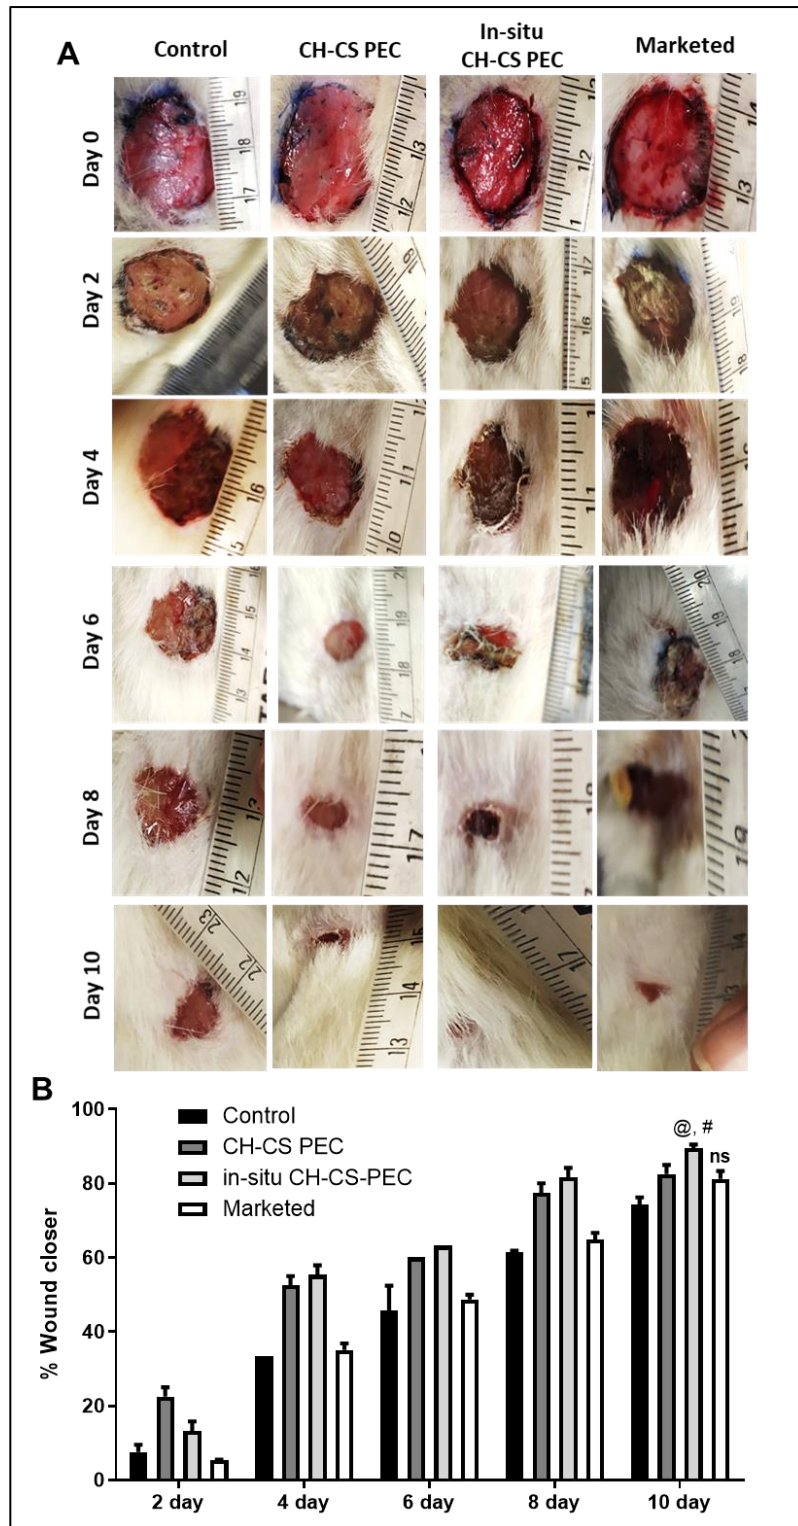 A
Control
CH-CS PEC
In-situ
CH-CS PEC
Marketed
Day 0
Day 2
Day 4
Day 6
Day 8
Day 10
B
% Wound closer
100
80
60
40
20
0
Control
CH-CS PEC
in-situ CH-CS-PEC
Marketed
@, #
ns
2 day
4 day
6 day
8 day
10 day